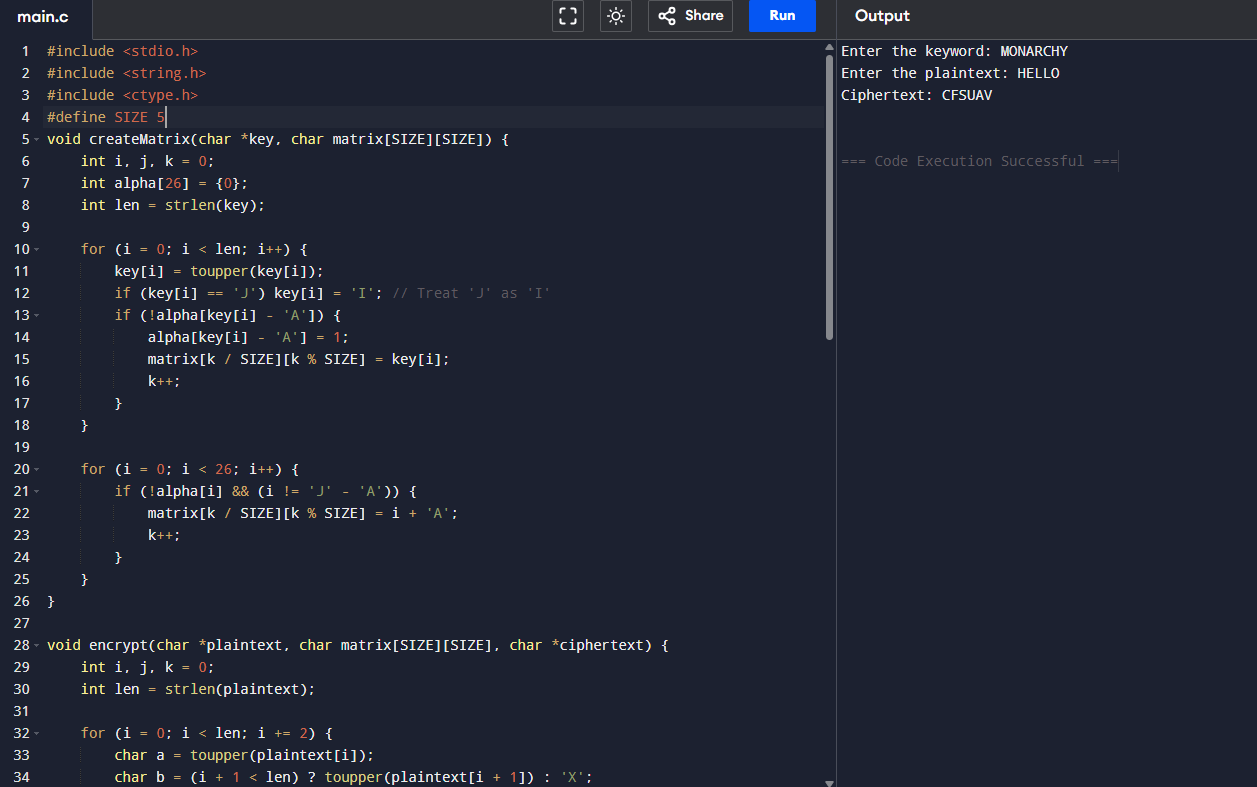 main.c
Share
Run
Output
1 #include <stdio.h>
2 #include <string.h>
3 #include <ctype.h>
4 #define SIZE 5
5 void createMatrix(char *key, char matrix[SIZE][SIZE]) {
6     int i, j, k = 0;
7     int alpha[26] = {0};
8     int len = strlen(key);
9
10     for (i = 0; i < len; i++) {
11         key[i] = toupper(key[i]);
12         if (key[i] == 'J') key[i] = 'I'; // Treat 'J' as 'I'
13         if (!alpha[key[i] - 'A']) {
14             alpha[key[i] - 'A'] = 1;
15             matrix[k / SIZE][k % SIZE] = key[i];
16             k++;
17         }
18     }
19
20     for (i = 0; i < 26; i++) {
21         if (!alpha[i] && (i != 'J' - 'A')) {
22             matrix[k / SIZE][k % SIZE] = i + 'A';
23             k++;
24         }
25     }
26 }
27
28 void encrypt(char *plaintext, char matrix[SIZE][SIZE], char *ciphertext) {
29     int i, j, k = 0;
30     int len = strlen(plaintext);
31
32     for (i = 0; i < len; i += 2) {
33         char a = toupper(plaintext[i]);
34         char b = (i + 1 < len) ? toupper(plaintext[i + 1]) : 'X';
Enter the keyword: MONARCHY
Enter the plaintext: HELLO
Ciphertext: CFSUAV
=== Code Execution Successful ===